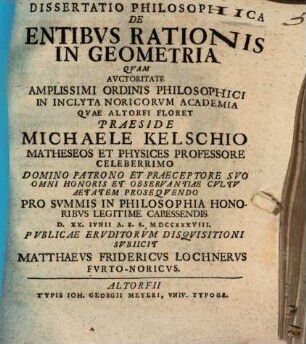 DISSERTATIO PHILOSOPHICA
DE
ENTIBVS RATIONIS
IN GEOMETRIA
QVAM
AVCTORITATE
AMPLISSIMI ORDINIS PHILOSOPHICI
IN INCLYTA NORICORVM ACADEMIA
QVAE ALTORFI FLORET
PRAESIDE
MICHAELE KELSCHIO
MATHESEOS ET PHYSICES PROFESSORE
CELEBERRIMO
DOMINO PATRONO ET PRAECEPTORE SVO
OMNI HONORIS ET OBSERVANTIAE CVLTV
AETATEM PROSEQVENDO
PRO SVMMIS IN PHILOSOPHIA HONO-
RIBVS LEGITIME CAPESSENDIS
D. XX. IVNII A. R. S. MDCCXXXVIII.
PVBLICAE ERVDITORVM DISQVISITIONI
SVBIICIT
MATTHAEVS FRIDERICVS LOCHNERVS
FVRTO-NORICVS.
ALTORFII
TYPIS IOH. GEORGII MEYERI, VNIV. TYPOGR.